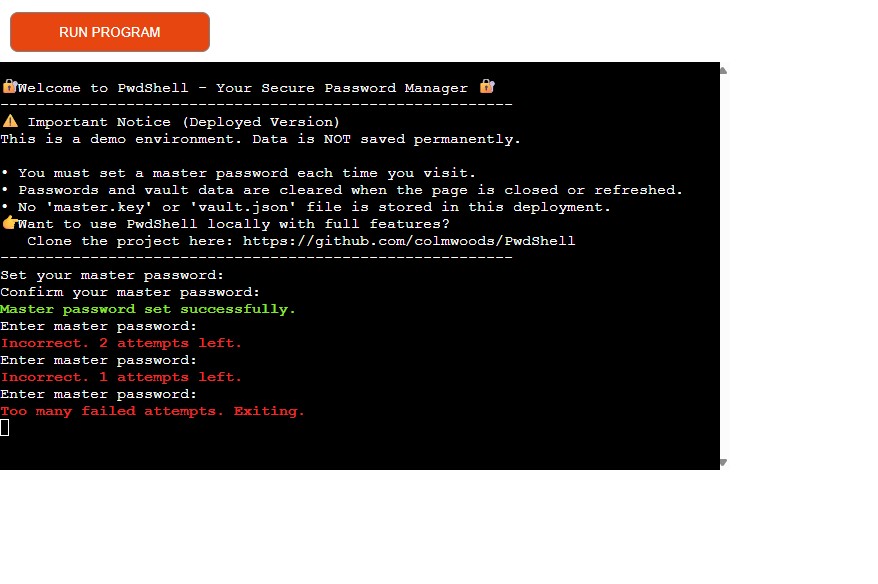 RUN PROGRAM
🔐Welcome to PwdShell - Your Secure Password Manager 🔐
---------------------------------------------------------
⚠️ Important Notice (Deployed Version)
This is a demo environment. Data is NOT saved permanently.
• You must set a master password each time you visit.
• Passwords and vault data are cleared when the page is closed or refreshed.
• No 'master.key' or 'vault.json' file is stored in this deployment.
👉Want to use PwdShell locally with full features?
Clone the project here: https://github.com/colmwoods/PwdShell
---------------------------------------------------------
Set your master password:
Confirm your master password:
Master password set successfully.
Enter master password:
Incorrect. 2 attempts left.
Enter master password:
Incorrect. 1 attempts left.
Enter master password:
Too many failed attempts. Exiting.